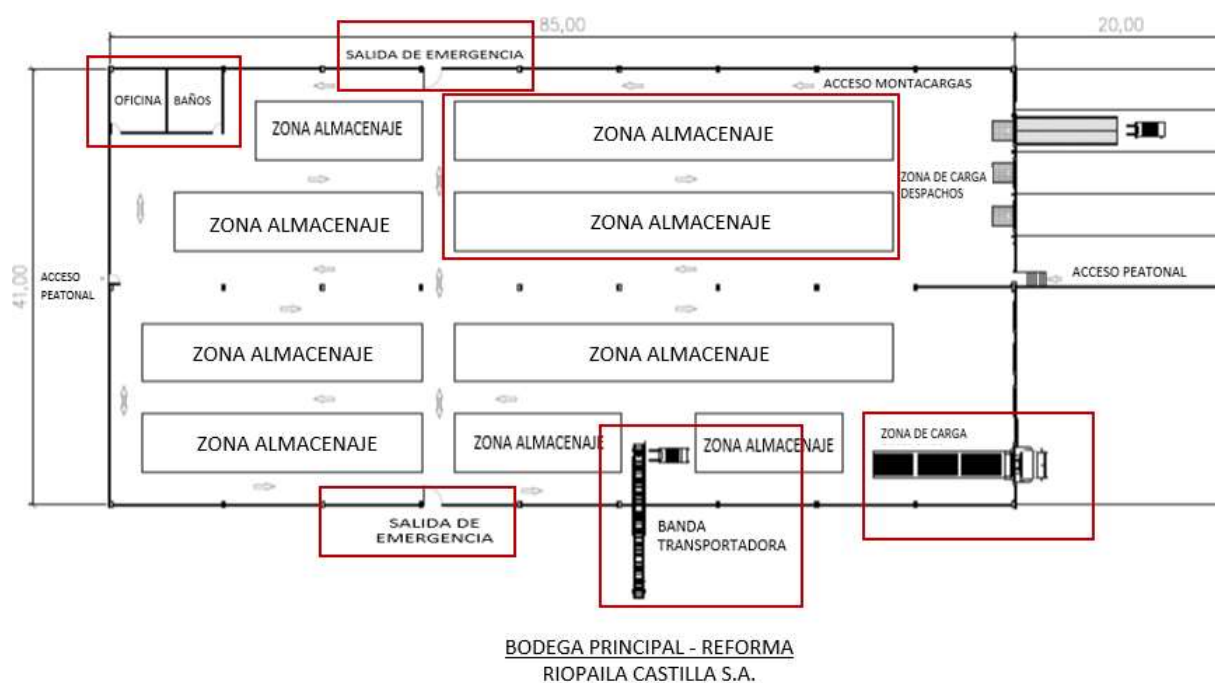 85,00
20,00
SALIDA DE EMERGENCIA
ACCESO MONTACARGAS
OFICINA
BAÑOS
ZONA ALMACENAJE
ZONA ALMACENAJE
ZONA DE CARGA
DESPACHOS
ZONA ALMACENAJE
ZONA ALMACENAJE
41,00
ACCESO
PEATONAL
ACCESO PEATONAL
ZONA ALMACENAJE
ZONA ALMACENAJE
ZONA ALMACENAJE
ZONA ALMACENAJE
ZONA ALMACENAJE
ZONA DE CARGA
SALIDA DE
EMERGENCIA
BANDA
TRANSPORTADORA
BODEGA PRINCIPAL - REFORMA
RIOPAILA CASTILLA S.A.